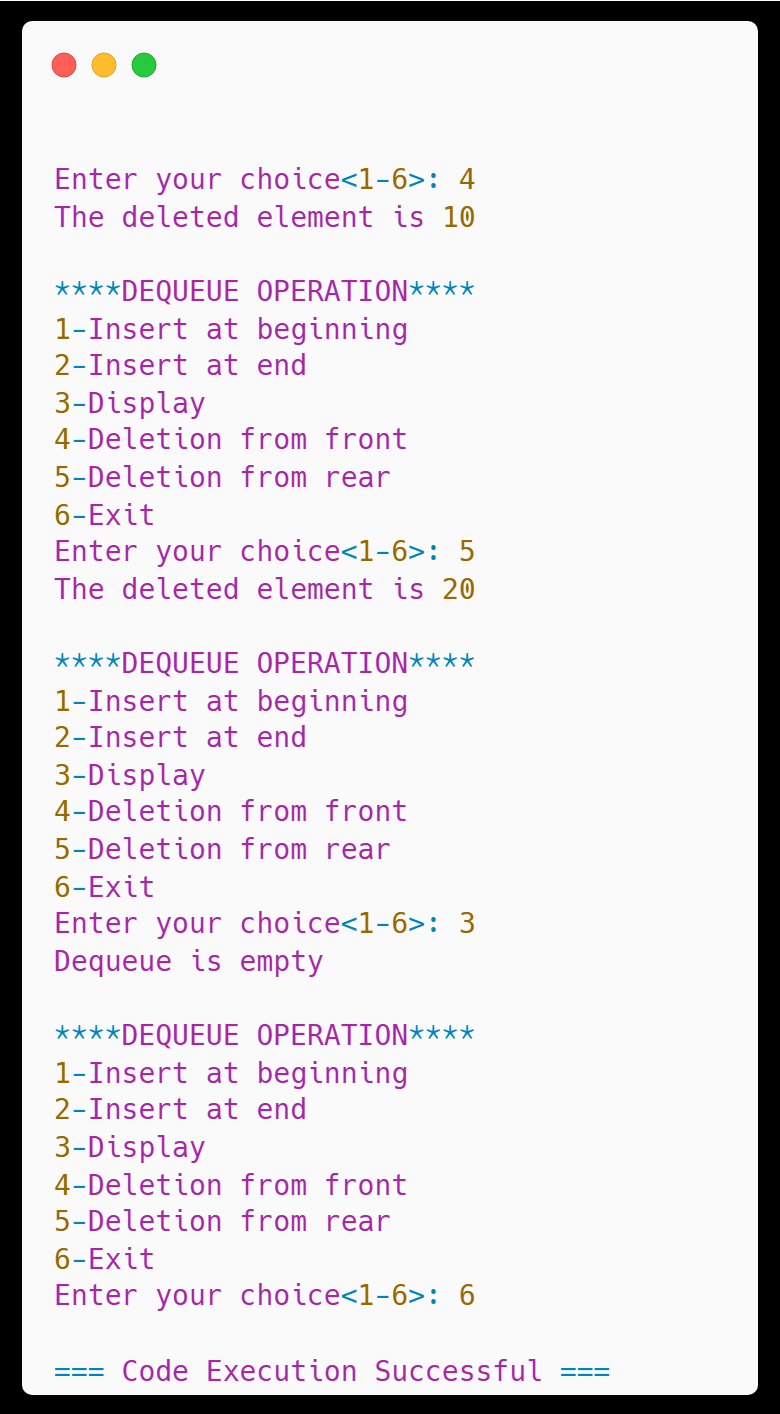 Enter your choice<1-6>: 4
The deleted element is 10
****DEQUEUE OPERATION****
1-Insert at beginning
2-Insert at end
3-Display
4-Deletion from front
5-Deletion from rear
6-Exit
Enter your choice<1-6>: 5
The deleted element is 20
****DEQUEUE OPERATION****
1-Insert at beginning
2-Insert at end
3-Display
4-Deletion from front
5-Deletion from rear
6-Exit
Enter your choice<1-6>: 3
Dequeue is empty
****DEQUEUE OPERATION****
1-Insert at beginning
2-Insert at end
3-Display
4-Deletion from front
5-Deletion from rear
6-Exit
Enter your choice<1-6>: 6
=== Code Execution Successful ===